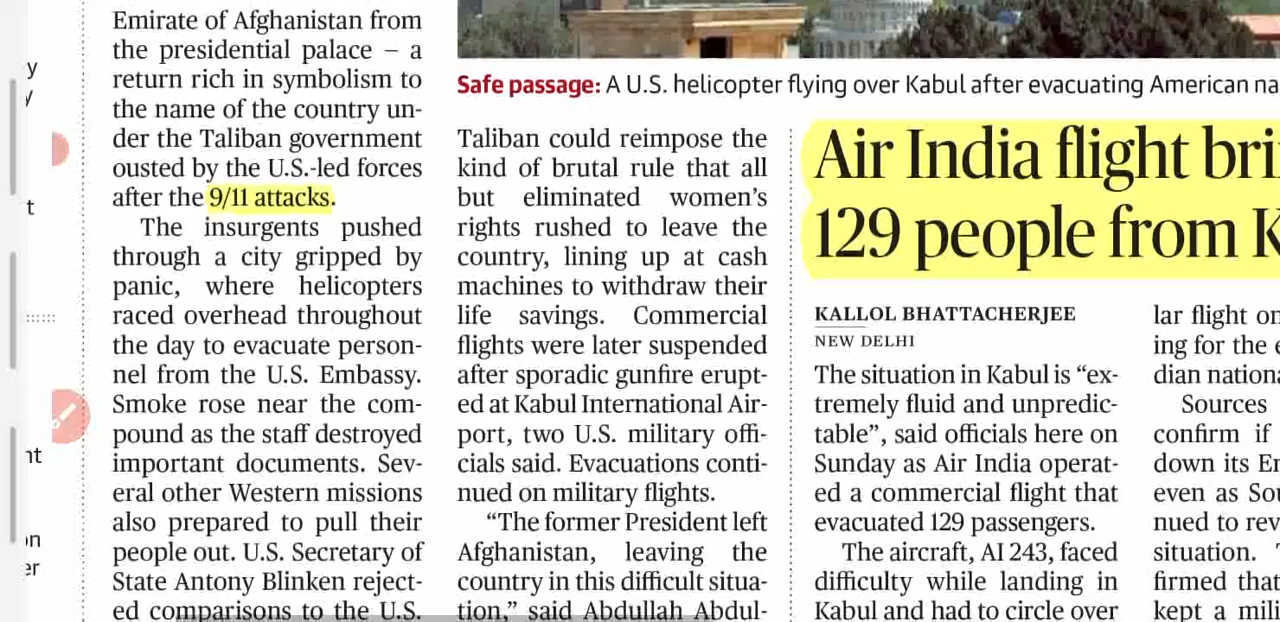 Emirate of Afghanistan from
the presidential palace – a
return rich in symbolism to
the name of the country un-
der the Taliban government
ousted by the U.S.-led forces
after the 9/11 attacks.
The insurgents pushed
through a city gripped by
panic, where helicopters
raced overhead throughout
the day to evacuate person-
nel from the U.S. Embassy.
Smoke rose near the com-
pound as the staff destroyed
important documents. Sev-
eral other Western missions
also prepared to pull their
people out. U.S. Secretary of
State Antony Blinken reject-
ed comparisons to the U.S.
Safe passage: A U.S. helicopter flying over Kabul after evacuating American na
Taliban could reimpose the
kind of brutal rule that all
but eliminated women's
rights rushed to leave the
country, lining up at cash
machines to withdraw their
life savings. Commercial
flights were later suspended
after sporadic gunfire erupt-
ed at Kabul International Air-
port, two U.S. military offi-
cials said. Evacuations conti-
nued on military flights.
"The former President left
Afghanistan, leaving the
country in this difficult situa-
tion," said Abdullah Abdul-
Air India flight bri
129 people from K
KALLOL BHATTACHERJEE
NEW DELHI
The situation in Kabul is "ex-
tremely fluid and unpredic-
table", said officials here on
Sunday as Air India operat-
ed a commercial flight that
evacuated 129 passengers.
The aircraft, AI 243, faced
difficulty while landing in
Kabul and had to circle over
lar flight on
ing for the e
dian nationa
Sources
confirm if
down its Em
even as Sou
nued to rev
situation. T
firmed that
kept a mili